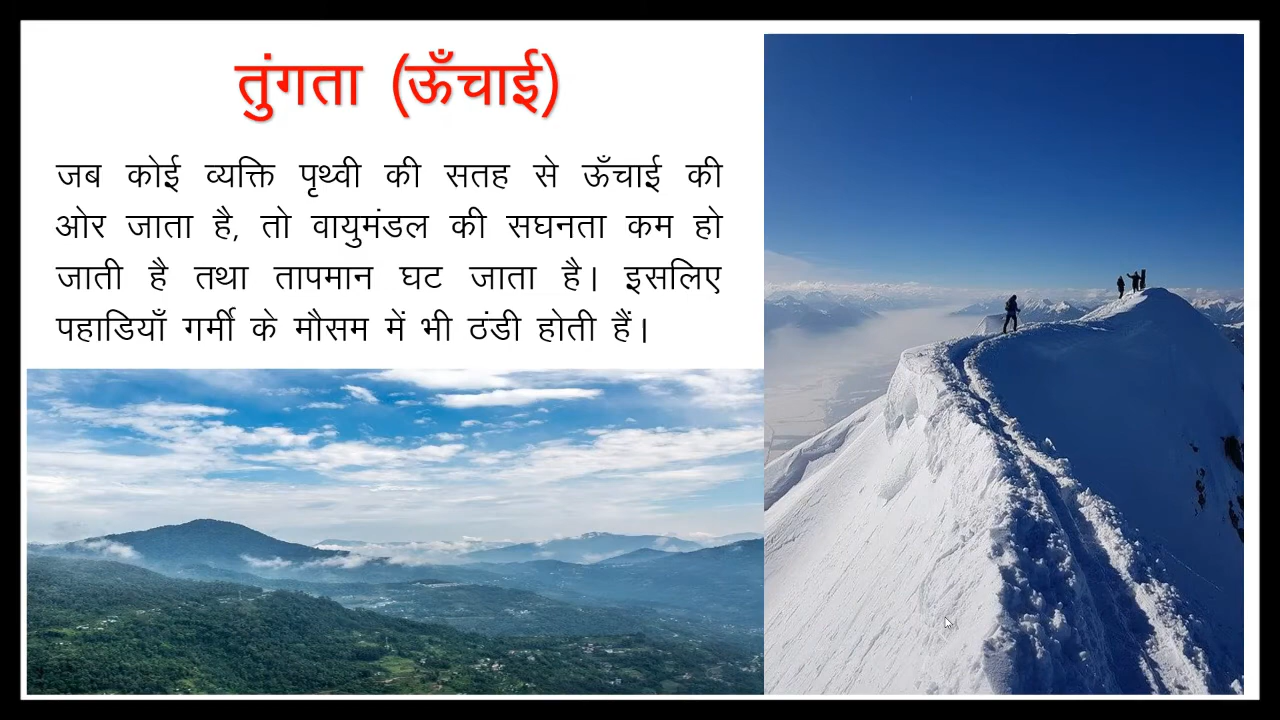 तुंगता (ऊँचाई)
जब कोई व्यक्ति पृथ्वी की सतह से ऊँचाई की
ओर जाता है, तो वायुमंडल की सघनता कम हो
जाती है तथा तापमान घट जाता है। इसलिए
पहाडियाँ गर्मी के मौसम में भी ठंडी होती हैं।